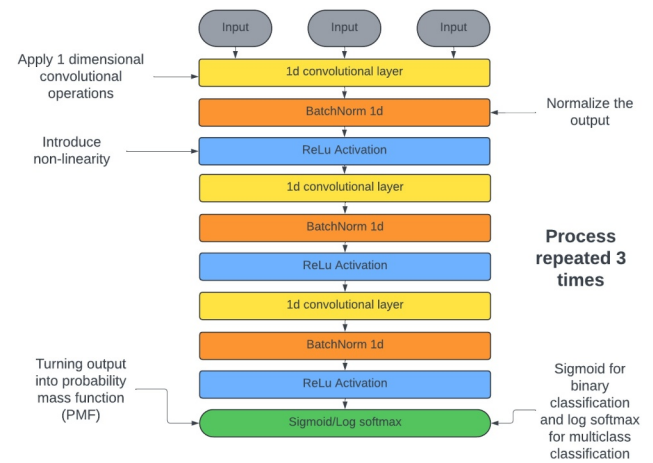 Input
Input
Input
Apply 1 dimensional
convolutional
operations
1d convolutional layer
BatchNorm 1d
Normalize the
output
Introduce
non-linearity
ReLu Activation
1d convolutional layer
BatchNorm 1d
ReLu Activation
Process
repeated 3
times
1d convolutional layer
BatchNorm 1d
ReLu Activation
Turning output
into probability
mass function
(PMF)
Sigmoid/Log softmax
Sigmoid for
binary
classification
and log softmax
for multiclass
classification